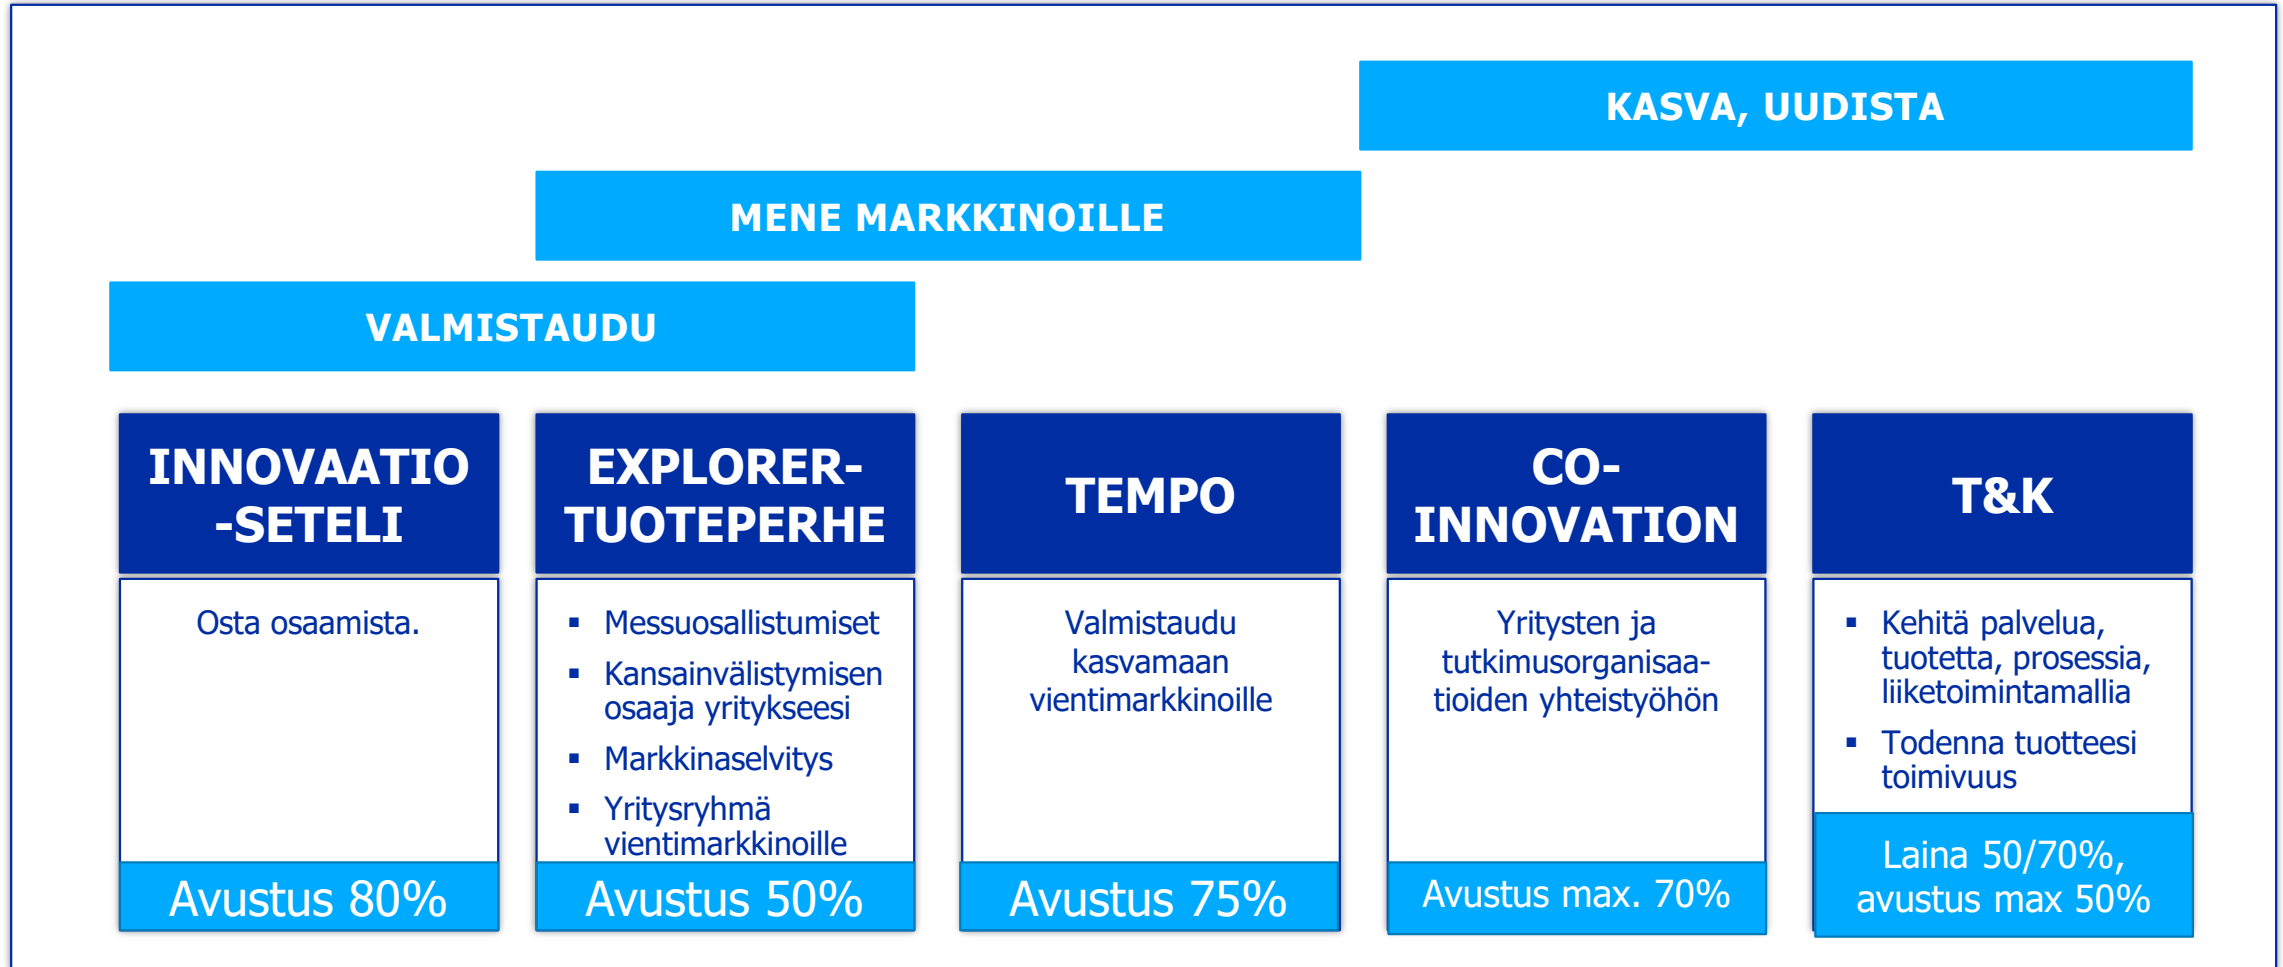 KASVA, UUDISTA
MENE MARKKINOILLE
VALMISTAUDU
INNOVAATIO
-SETELI
Osta osaamista.
Avustus 80%
EXPLORER-
TUOTEPERHE
▪ Messuosallistumiset
▪ Kansainvälistymisen
osaaja yritykseesi
▪ Markkinaselvitys
▪ Yritysryhmä
vientimarkkinoille
Avustus 50%
TEMPO
Valmistaudu
kasvamaan
vientimarkkinoille
Avustus 75%
CO-
INNOVATION
Yritysten ja
tutkimusorganisaa-
tioiden yhteistyöhön
Avustus max. 70%
T&K
▪ Kehitä palvelua,
tuotetta, prosessia,
liiketoimintamallia
▪ Todenna tuotteesi
toimivuus
Laina 50/70%,
avustus max 50%